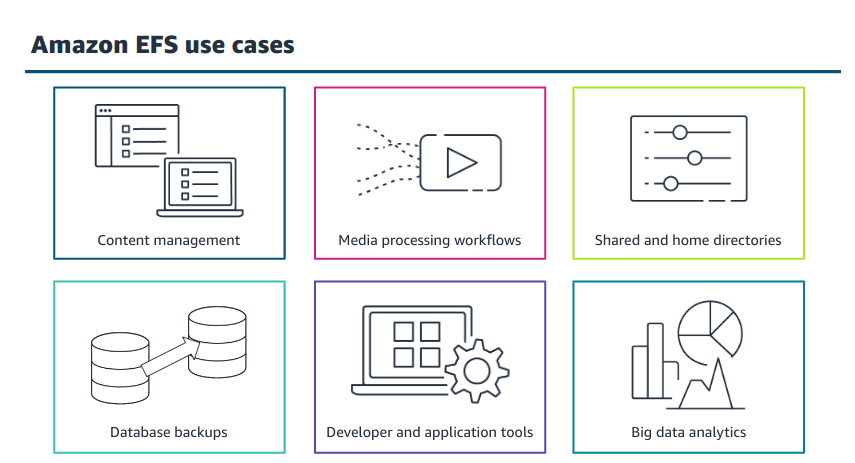 Amazon EFS use cases
Content management
Media processing workflows
Shared and home directories
Database backups
Developer and application tools
Big data analytics